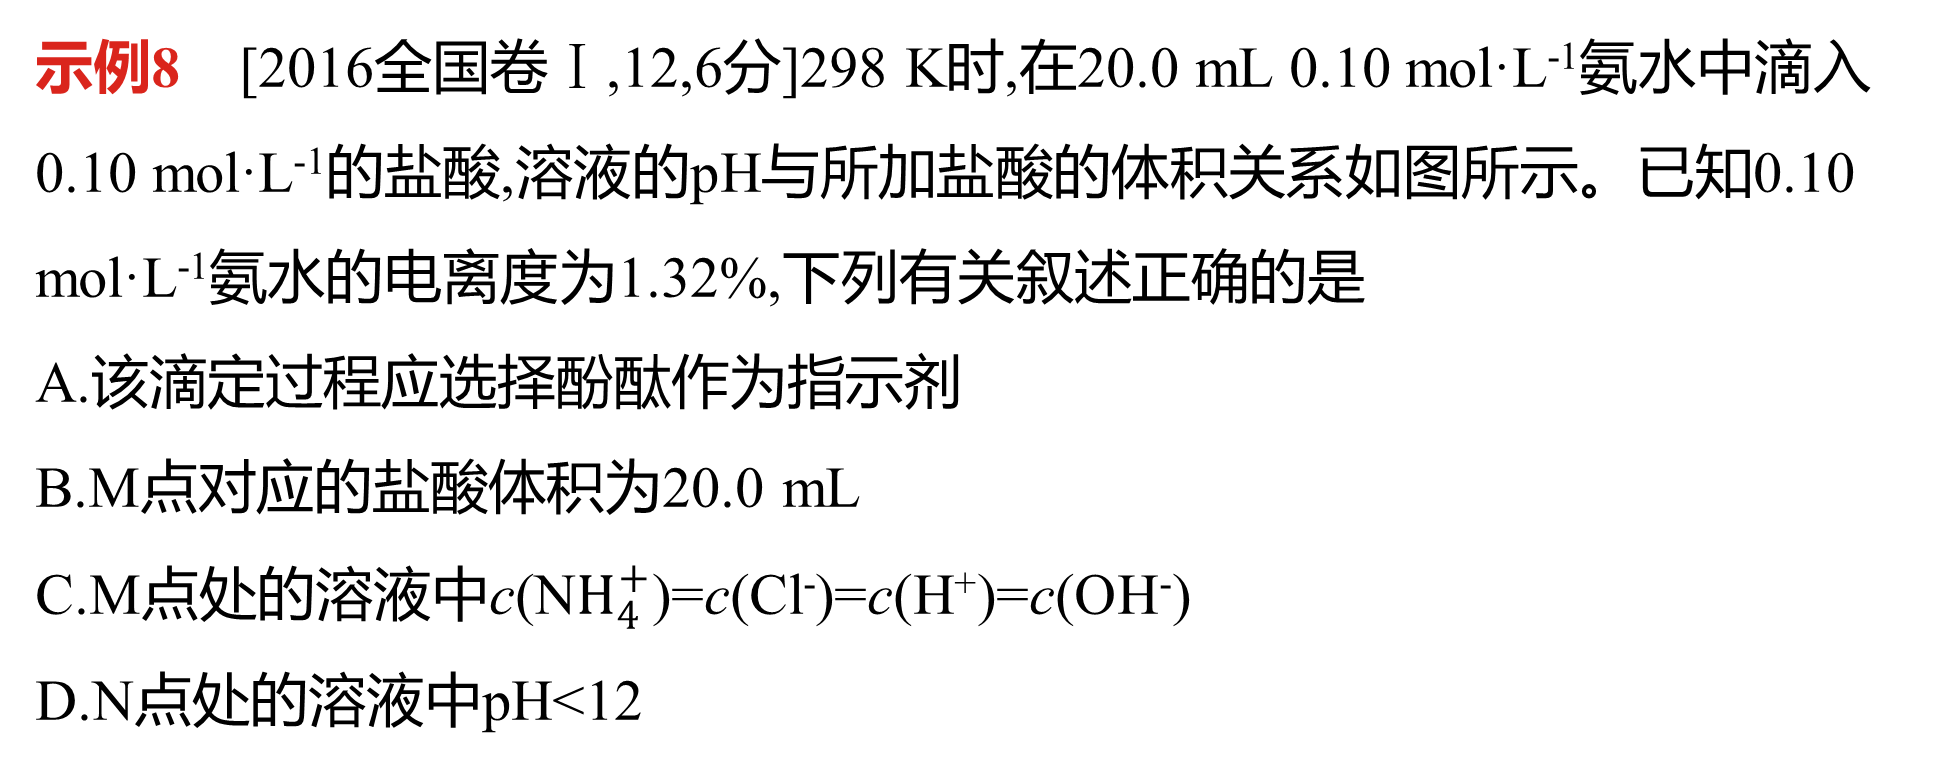 示例8 [2016全国卷Ⅰ,12,6分]298 K时,在20.0 mL 0.10 mol·L⁻¹氨水中滴入
0.10 mol·L⁻¹的盐酸,溶液的pH与所加盐酸的体积关系如图所示。已知0.10
mol·L⁻¹氨水的电离度为1.32%,下列有关叙述正确的是
A.该滴定过程应选择酚酞作为指示剂
B.M点对应的盐酸体积为20.0 mL
C.M点处的溶液中c(NH₄⁺)=c(Cl⁻)=c(H⁺)=c(OH⁻)
D.N点处的溶液中pH<12